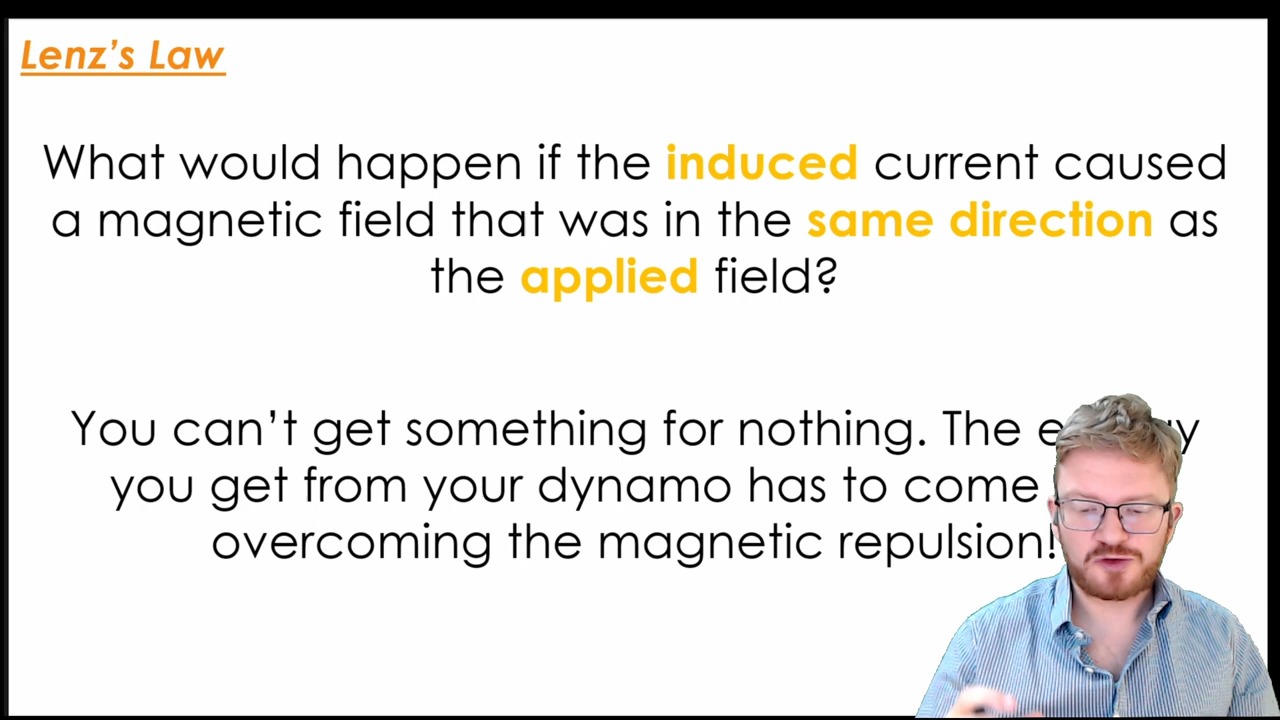 Lenz's Law
What would happen if the induced current caused
a magnetic field that was in the same direction as
the applied field?
You can't get something for nothing. The
you get from your dynamo has to come
overcoming the magnetic repulsion!